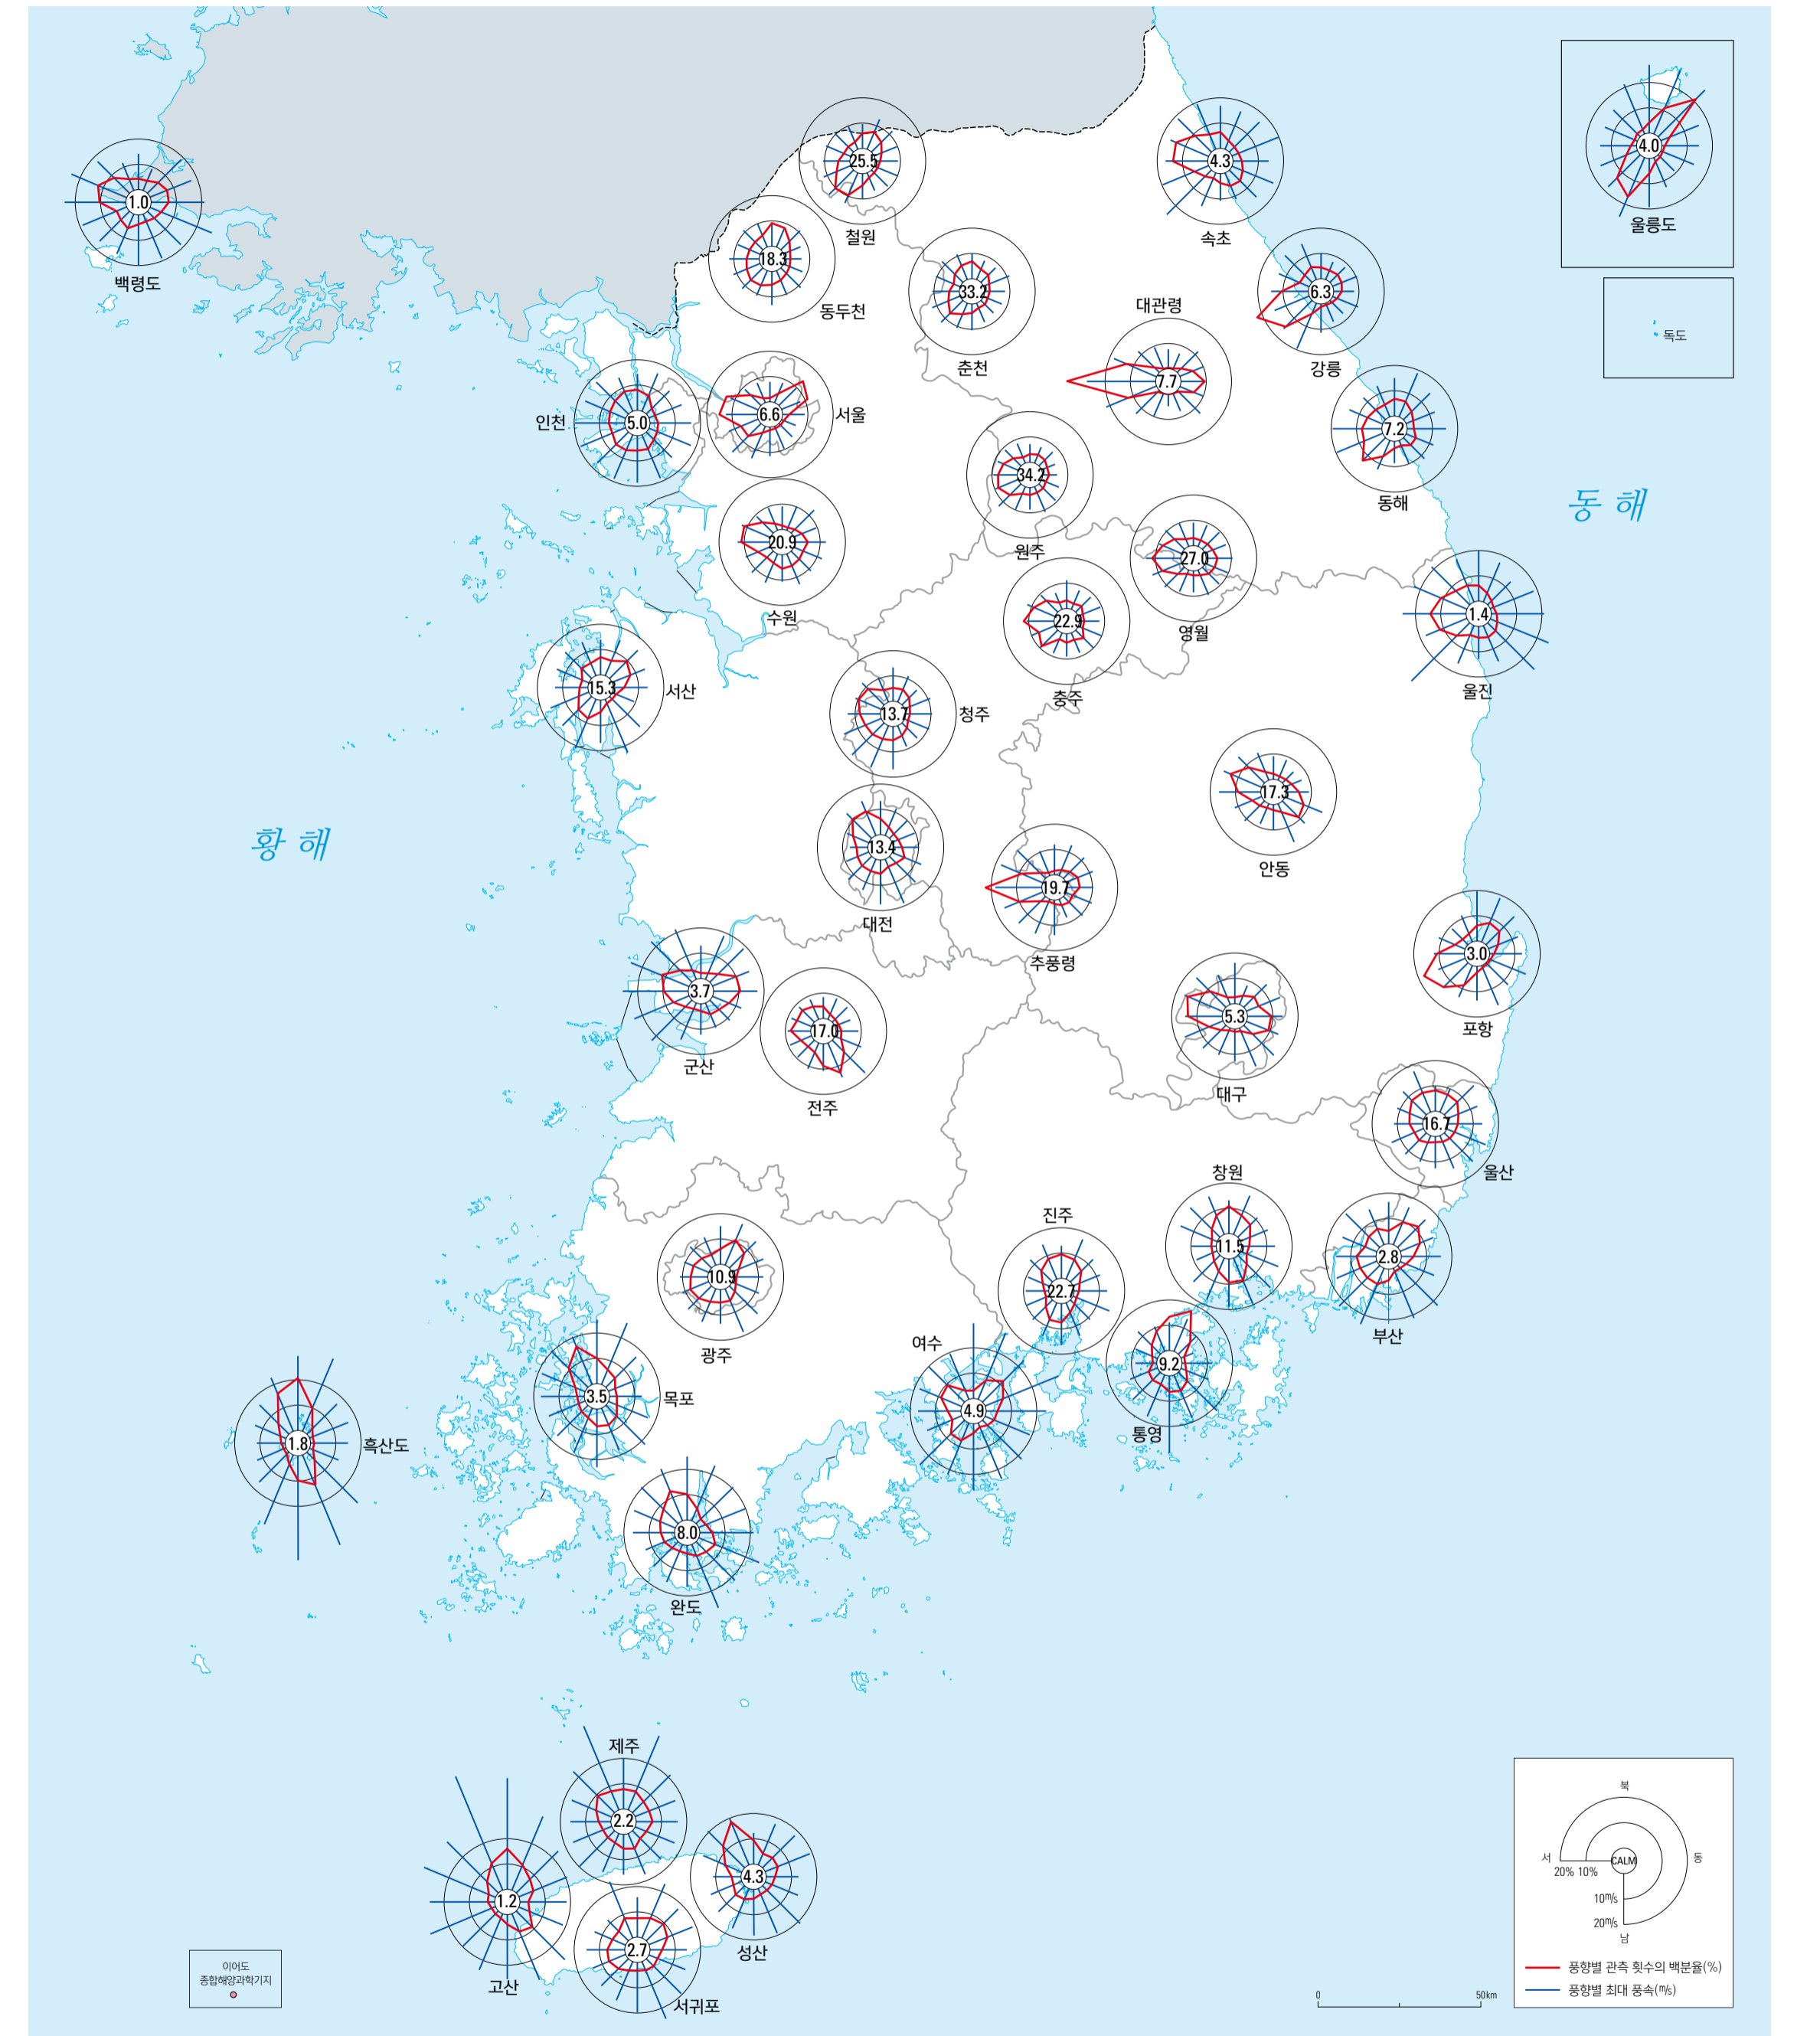 25.5
철원
4.3
속초
4.0
울릉도
1.0
백령도
18.3
동두천
33.2
춘천
대관령
7.7
6.3
강릉
독도
인천
5.0
6.6
서울
7.2
동해
34.2
원주
동해
20.9
수원
27.0
영월
22.9
충주
1.4
울진
15.3
서산
13.7
청주
17.3
안동
황해
13.4
대전
19.7
추풍령
3.0
포항
3.7
군산
17.0
전주
5.3
대구
16.7
울산
창원
11.5
진주
22.7
2.8
부산
10.9
광주
9.2
통영
여수
4.9
3.5
목포
1.8
흑산도
8.0
완도
제주
2.2
1.2
고산
4.3
성산
2.7
서귀포
이어도
종합해양과학기지
0 50km
북
서
동
CALM
20% 10%
10㎧
20㎧
남
풍향별 관측 횟수의 백분율(%)
풍향별 최대 풍속(㎧)